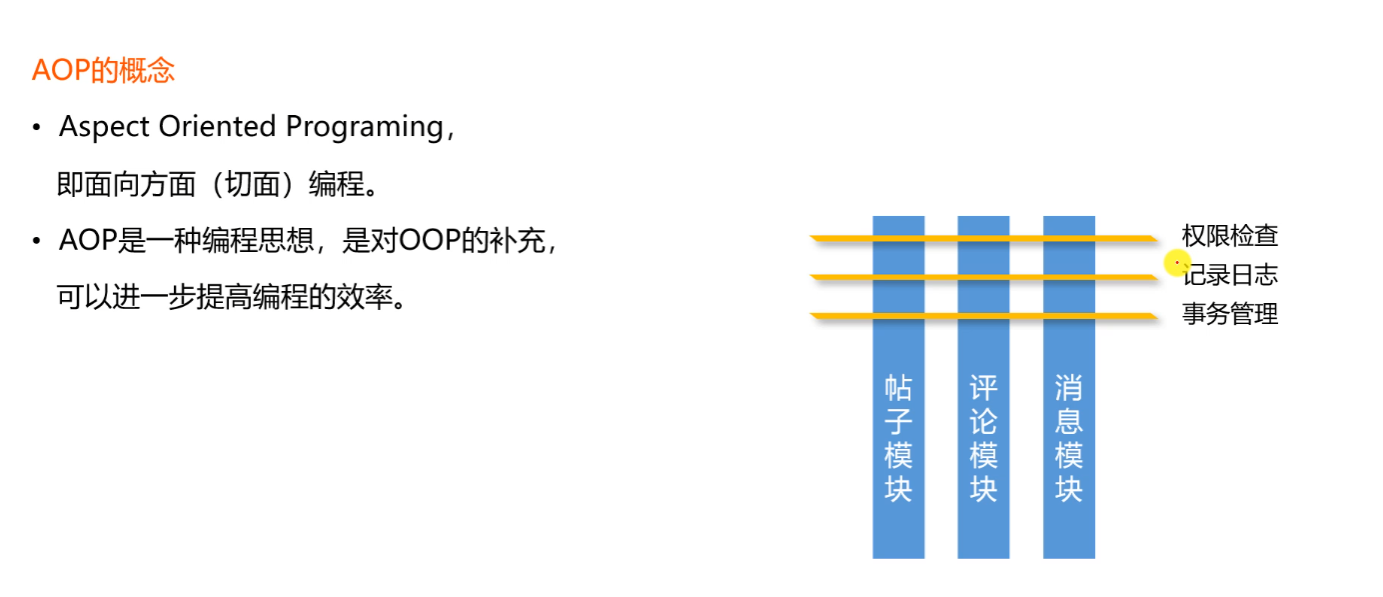 AOP的概念
• Aspect Oriented Programing,
即面向方面（切面）编程。
• AOP是一种编程思想，是对OOP的补充，
可以进一步提高编程的效率。
权限检查
记录日志
事务管理
帖子模块
评论模块
消息模块